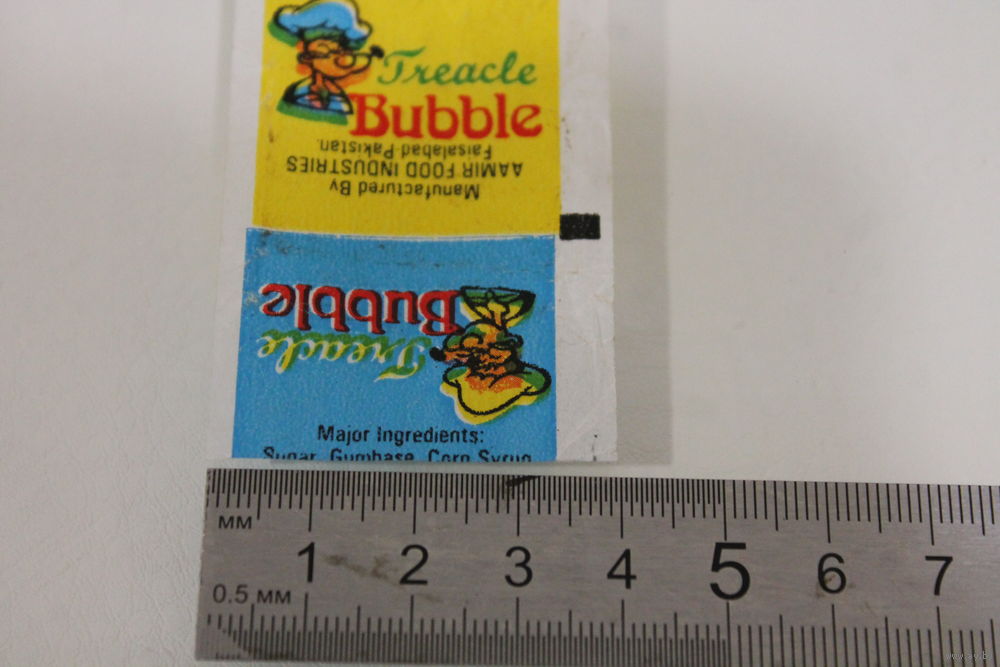 Treacle
Bubble
Manufactured By
AAMIR FOOD INDUSTRIES
Faisalabad-Pakistan.
Treacle
Bubble
Major Ingredients:
Sugar, Gumbase, Corn Syrup
мм
1 2 3 4 5 6 7
0.5 мм